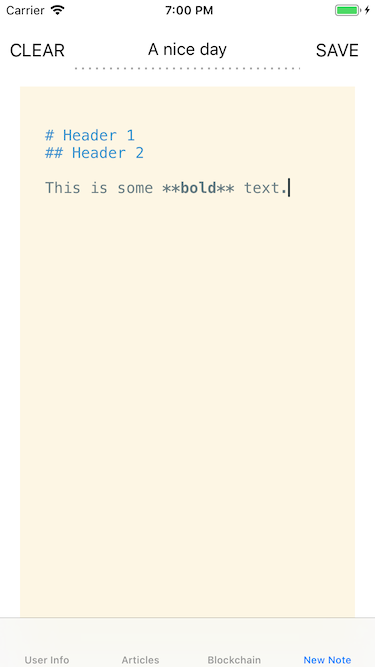 Carrier 7:00 PM
CLEAR A nice day SAVE
# Header 1
## Header 2
This is some **bold** text.
User Info Articles Blockchain New Note